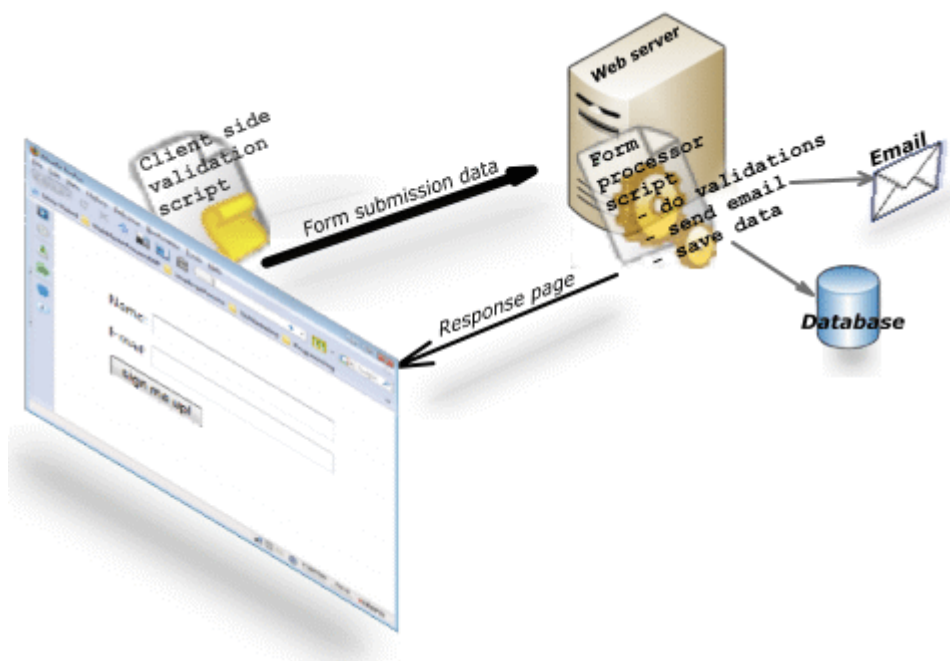 Web server
Client side
validation
script
Form submission data
Form
processor
script
- do validations
- send email
- save data
Email
Response page
Database
Name
Email
sign me up!